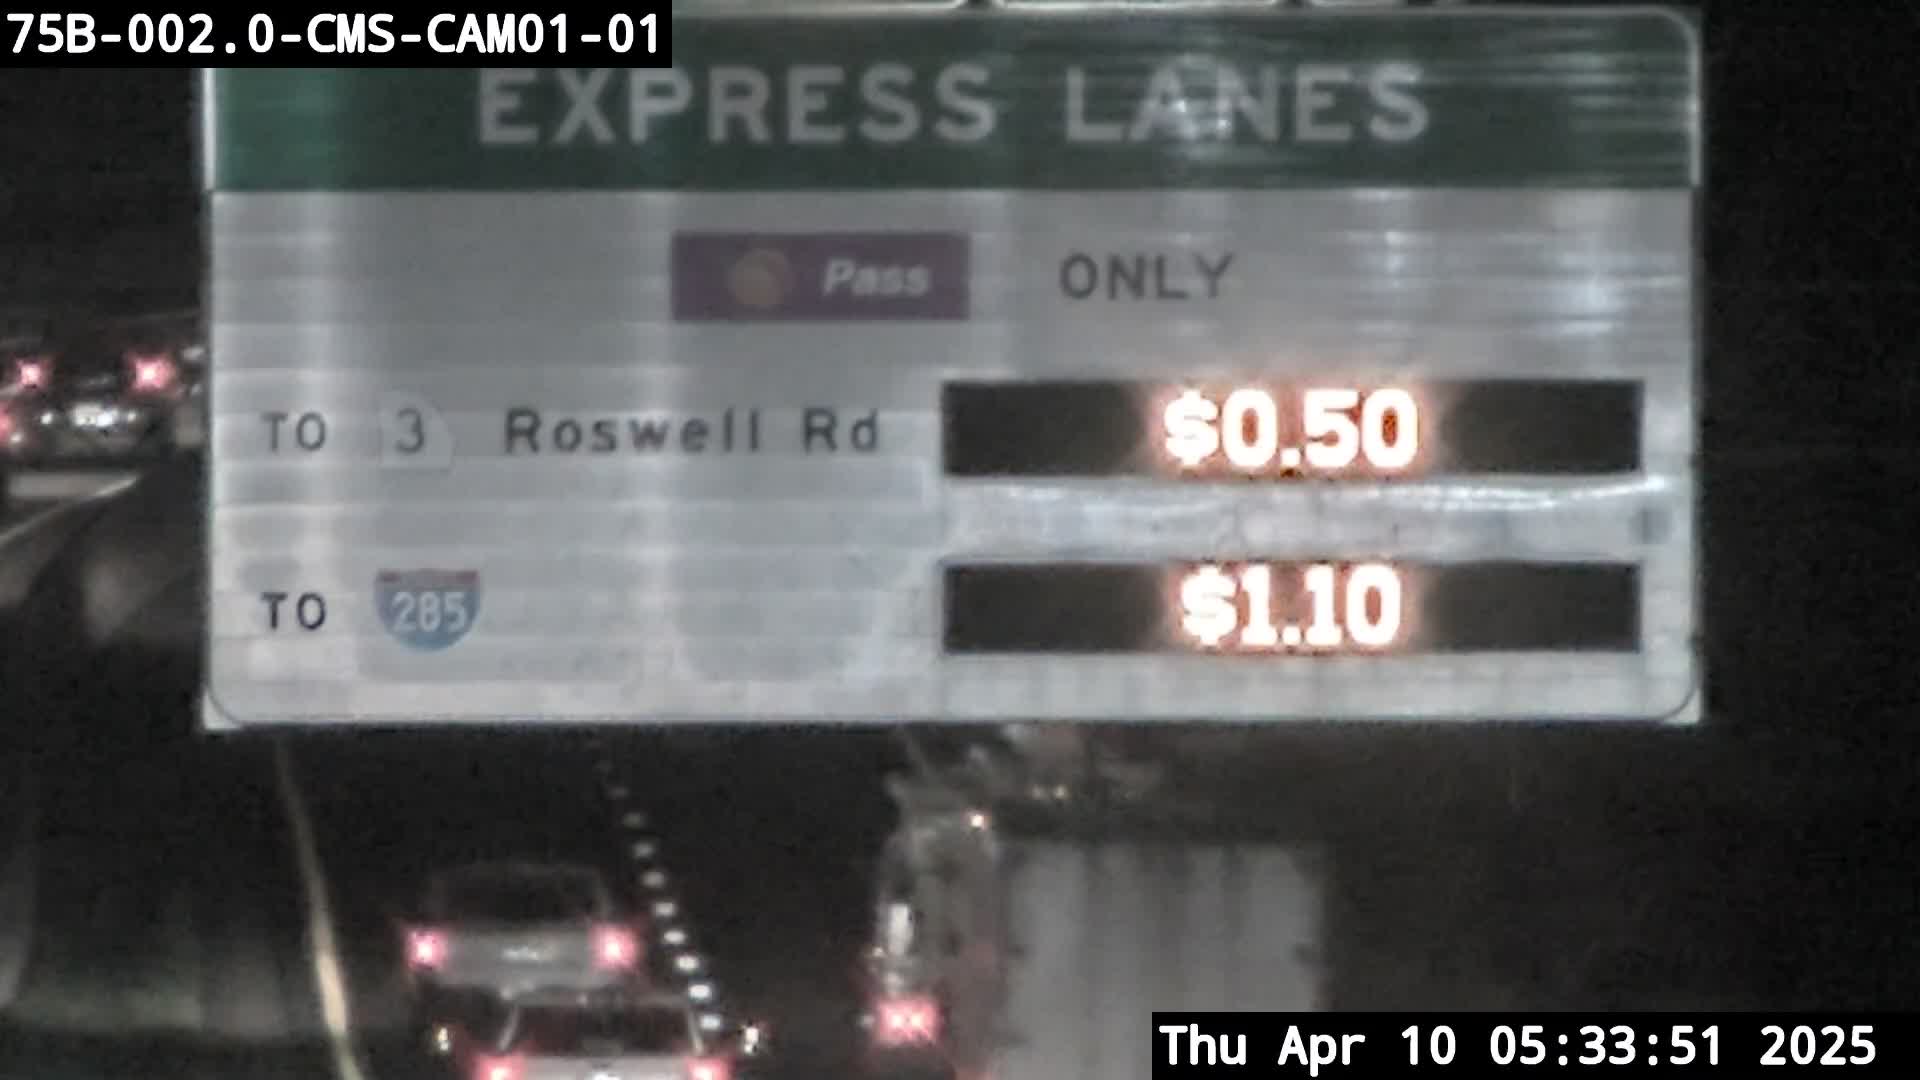 75B-002.0-CMS-CAM01-01
EXPRESS LANES
Pass ONLY
TO 3 Roswell Rd $0.50
TO 285 $1.10
Thu Apr 10 05:33:51 2025